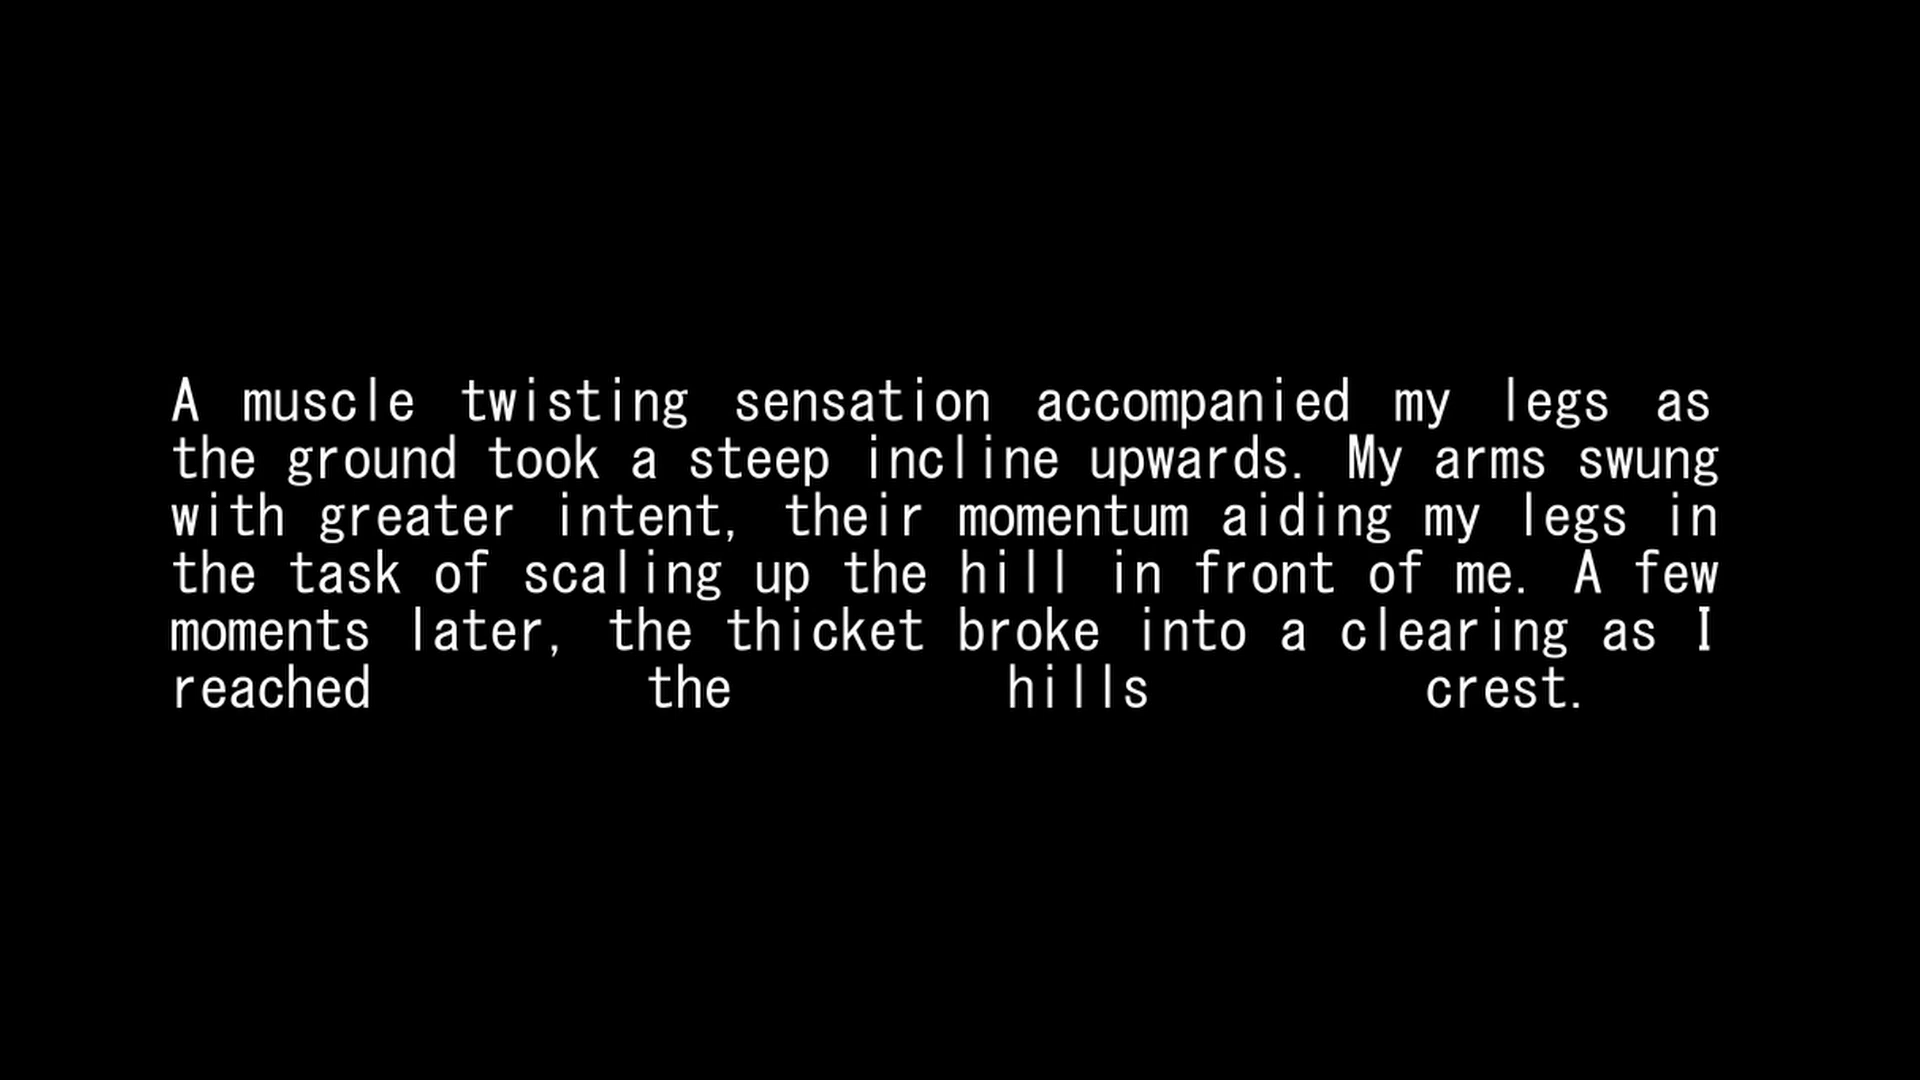 A muscle twisting sensation accompanied my legs as
the ground took a steep incline upwards. My arms swung
with greater intent, their momentum aiding my legs in
the task of scaling up the hill in front of me. A few
moments later, the thicket broke into a clearing as I
reached the hills crest.